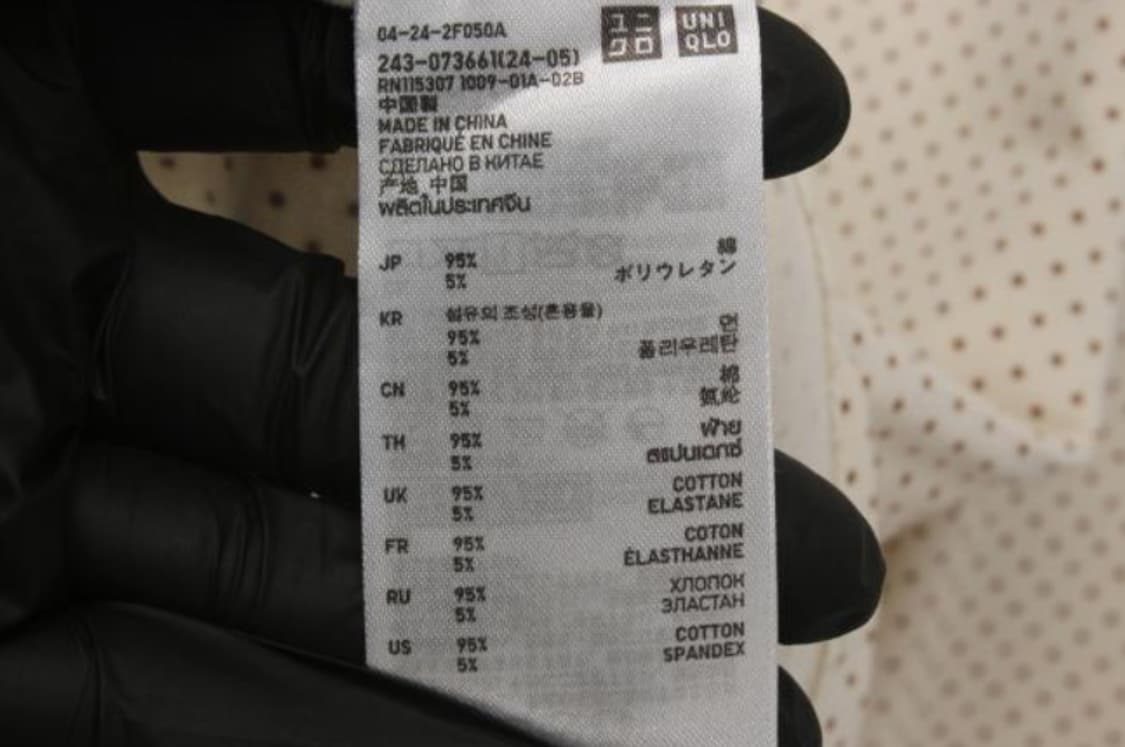 04-24-2F050A
ユニ
クロ
UNI
QLO
243-073661(24-05)
RN115307 1009-01A-02B
中国製
MADE IN CHINA
FABRIQUÉ EN CHINE
СДЕЛАНО В КИТАЕ
产地 中国
ผลิตในประเทศจีน
JP 95% 綿
5% ポリウレタン
KR 섬유의 조성(혼용율)
95% 면
5% 폴리우레탄
CN 95% 棉
5% 氨纶
TH 95% ฝ้าย
5% สแปนเดกซ์
UK 95% COTTON
5% ELASTANE
FR 95% COTON
5% ÉLASTHANNE
RU 95% ХЛОПОК
5% ЭЛАСТАН
US 95% COTTON
5% SPANDEX